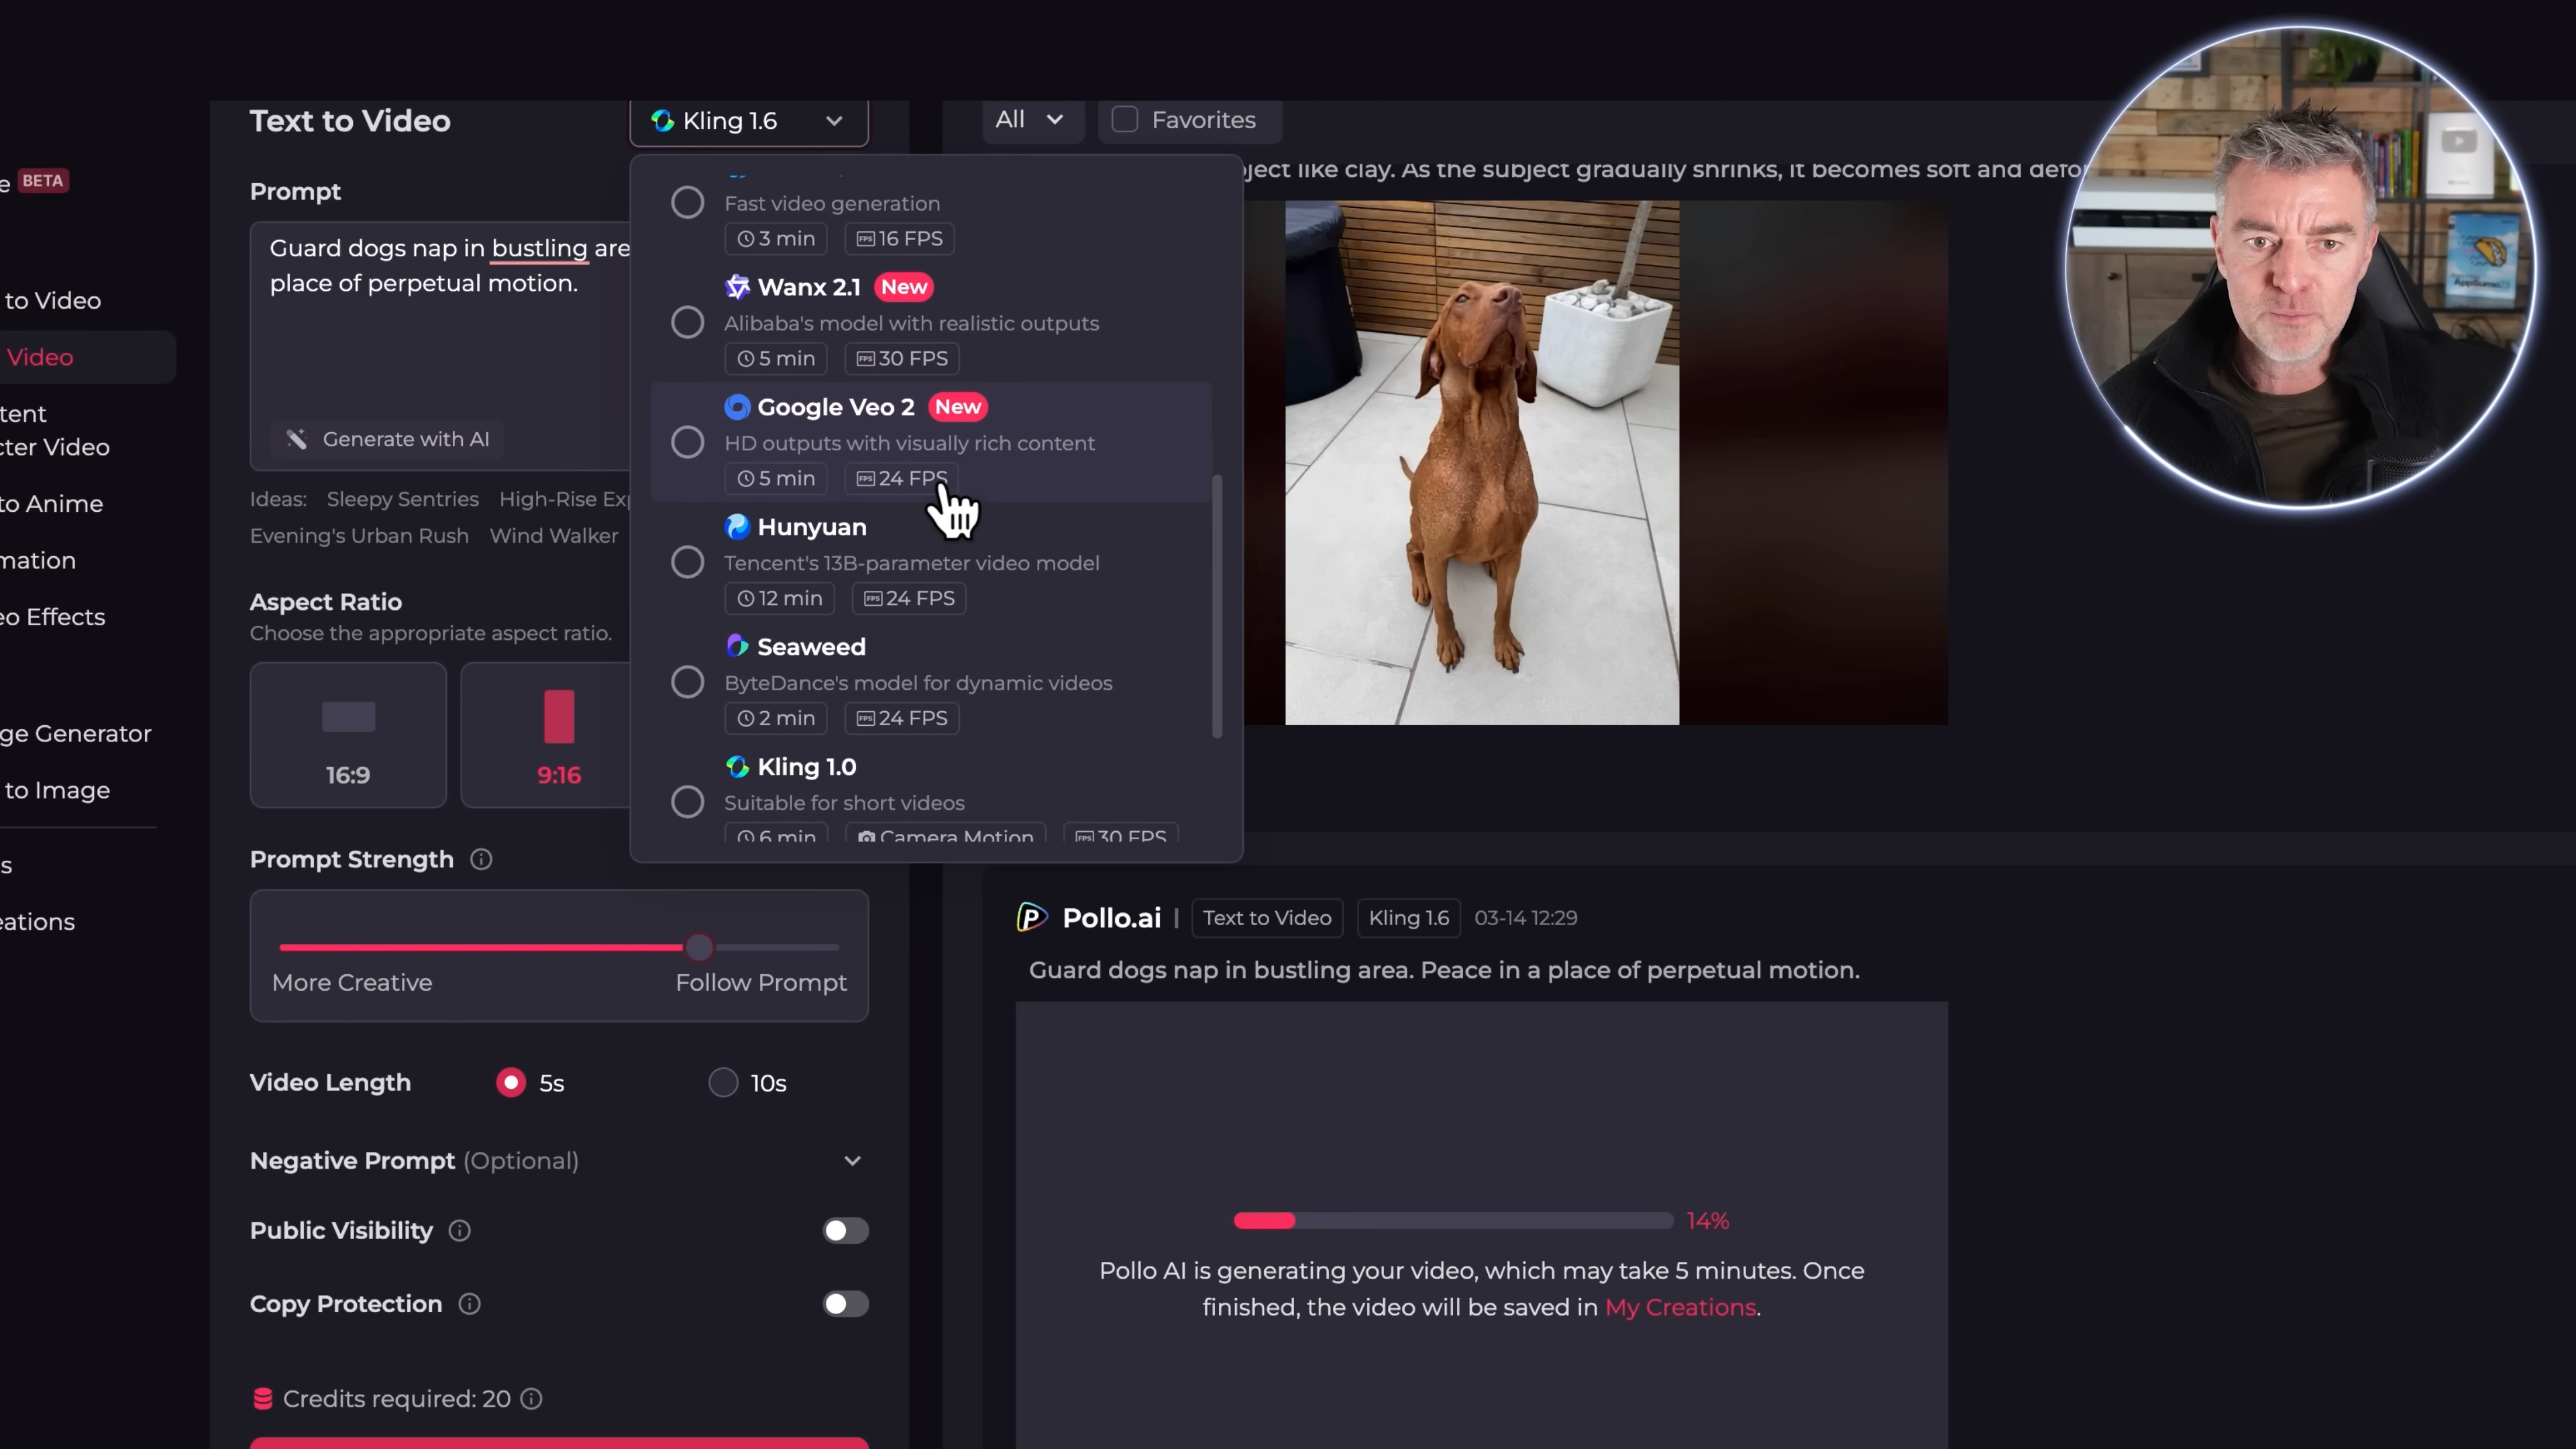 Text to Video
Kling 1.6
All
Favorites
e BETA
Prompt
ject like clay. As the subject gradually shrinks, it becomes soft and defo
Guard dogs nap in bustling are
place of perpetual motion.
Generate with AI
Ideas: Sleepy Sentries High-Rise Exp
Evening's Urban Rush Wind Walker
to Video
Video
tent
cter Video
to Anime
mation
eo Effects
ge Generator
to Image
s
eations
Fast video generation
3 min FPS 16 FPS
Wanx 2.1 New
Alibaba's model with realistic outputs
5 min FPS 30 FPS
Google Veo 2 New
HD outputs with visually rich content
5 min FPS 24 FPS
Hunyuan
Tencent's 13B-parameter video model
12 min FPS 24 FPS
Seaweed
ByteDance's model for dynamic videos
2 min FPS 24 FPS
Kling 1.0
Suitable for short videos
6 min Camera Motion FPS 30 FPS
Aspect Ratio
Choose the appropriate aspect ratio.
16:9
9:16
Prompt Strength
More Creative
Follow Prompt
Video Length 5s 10s
Negative Prompt (Optional)
Public Visibility
Copy Protection
Credits required: 20
Pollo.ai | Text to Video Kling 1.6 03-14 12:29
Guard dogs nap in bustling area. Peace in a place of perpetual motion.
14%
Pollo AI is generating your video, which may take 5 minutes. Once
finished, the video will be saved in My Creations.
AppSumo